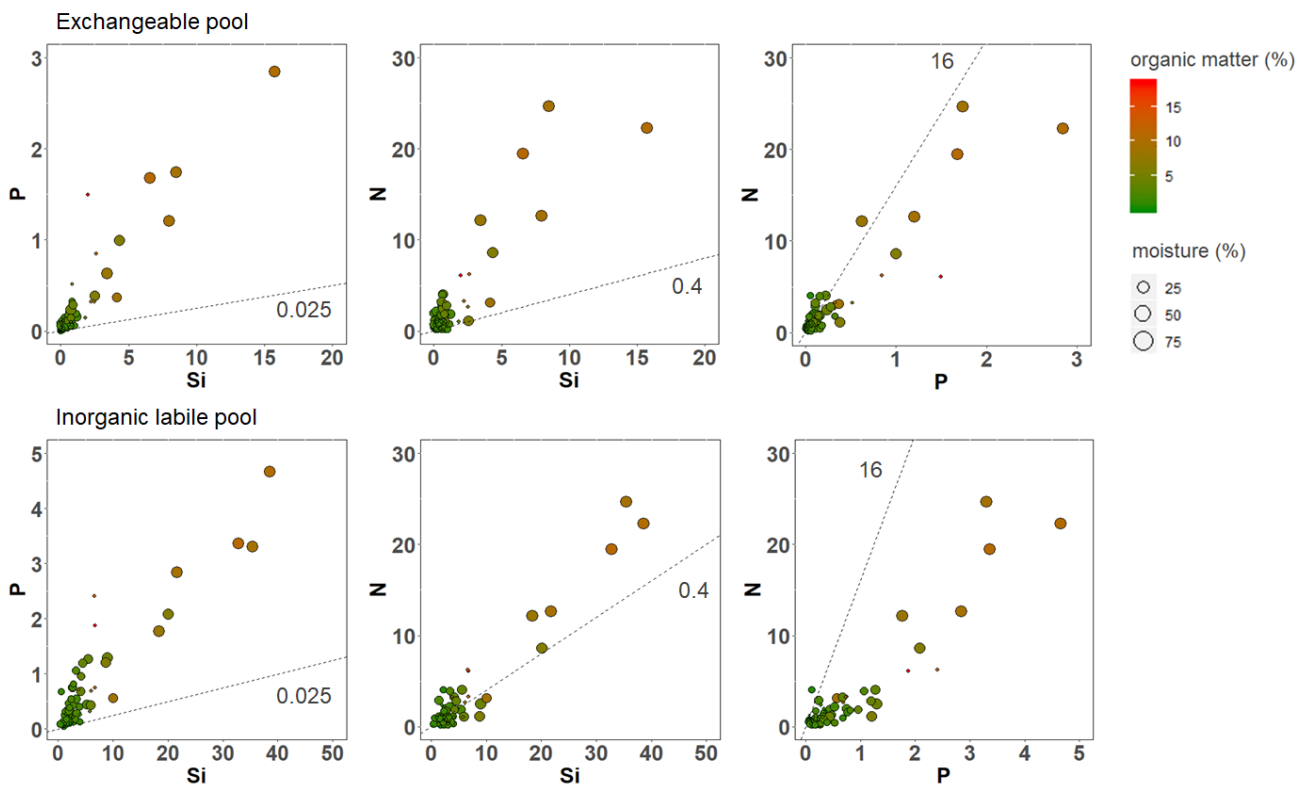 Exchangeable pool
3
2
1
0
P
0.025
0 5 10 15 20
Si
30
20
10
0
N
0.4
0 5 10 15 20
Si
30
20
10
0
N
16
0 1 2 3
P
organic matter (%)
15
10
5
moisture (%)
25
50
75
Inorganic labile pool
5
4
3
2
1
0
P
0.025
0 10 20 30 40 50
Si
30
20
10
0
N
0.4
0 10 20 30 40 50
Si
30
20
10
0
N
16
0 1 2 3 4 5
P